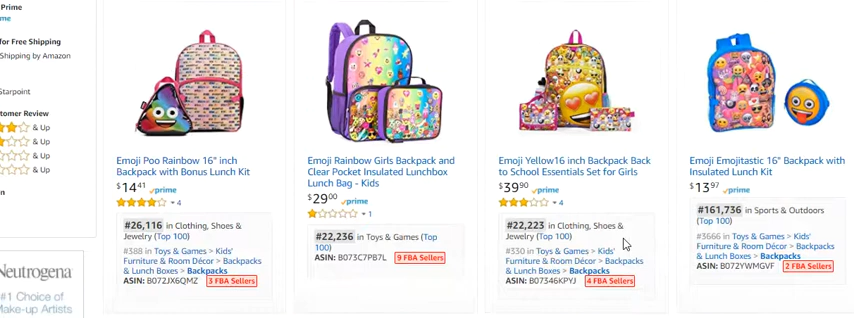 Prime
me
for Free Shipping
Shipping by Amazon
Starpoint
tomer Review
& Up
& Up
& Up
& Up
n
Neutrogena
#1 Choice of
Make-up Artists
Emoji Poo Rainbow 16" inch
Backpack with Bonus Lunch Kit
$14 41 prime
4
#26,116 in Clothing, Shoes &
Jewelry (Top 100)
#388 in Toys & Games > Kids'
Furniture & Room Décor > Backpacks
& Lunch Boxes > Backpacks
ASIN: B072JX6QMZ 3 FBA Sellers
Emoji Rainbow Girls Backpack and
Clear Pocket Insulated Lunchbox
Lunch Bag - Kids
$29 00 prime
1
#22,236 in Toys & Games (Top
100)
ASIN: B073C7PB7L 9 FBA Sellers
Emoji Yellow16 inch Backpack Back
to School Essentials Set for Girls
$39 90 prime
4
#22,223 in Clothing, Shoes &
Jewelry (Top 100)
#330 in Toys & Games > Kids'
Furniture & Room Décor > Backpacks
& Lunch Boxes > Backpacks
ASIN: B07346KPYJ 4 FBA Sellers
Emoji Emojitastic 16" Backpack with
Insulated Lunch Kit
$13 97 prime
#161,736 in Sports & Outdoors
(Top 100)
#3666 in Toys & Games > Kids'
Furniture & Room Décor > Backpacks
& Lunch Boxes > Backpacks
ASIN: B072YWMGVF 2 FBA Sellers